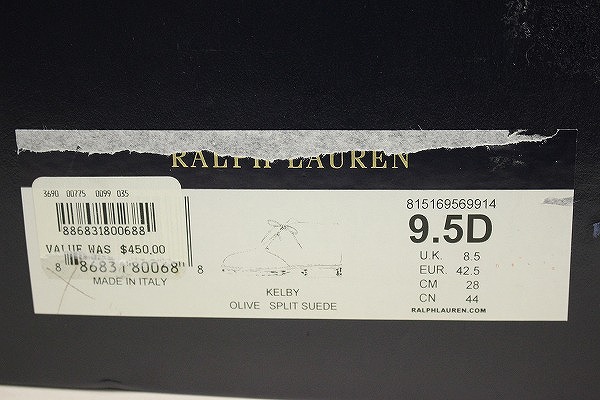 RALPH LAUREN
3690 00775 0099 035
886831800688
VALUE WAS $450.00
8 86831 80068 8
MADE IN ITALY
KELBY
OLIVE SPLIT SUEDE
815169569914
9.5D
U.K. 8.5
EUR. 42.5
CM 28
CN 44
RALPHLAUREN.COM